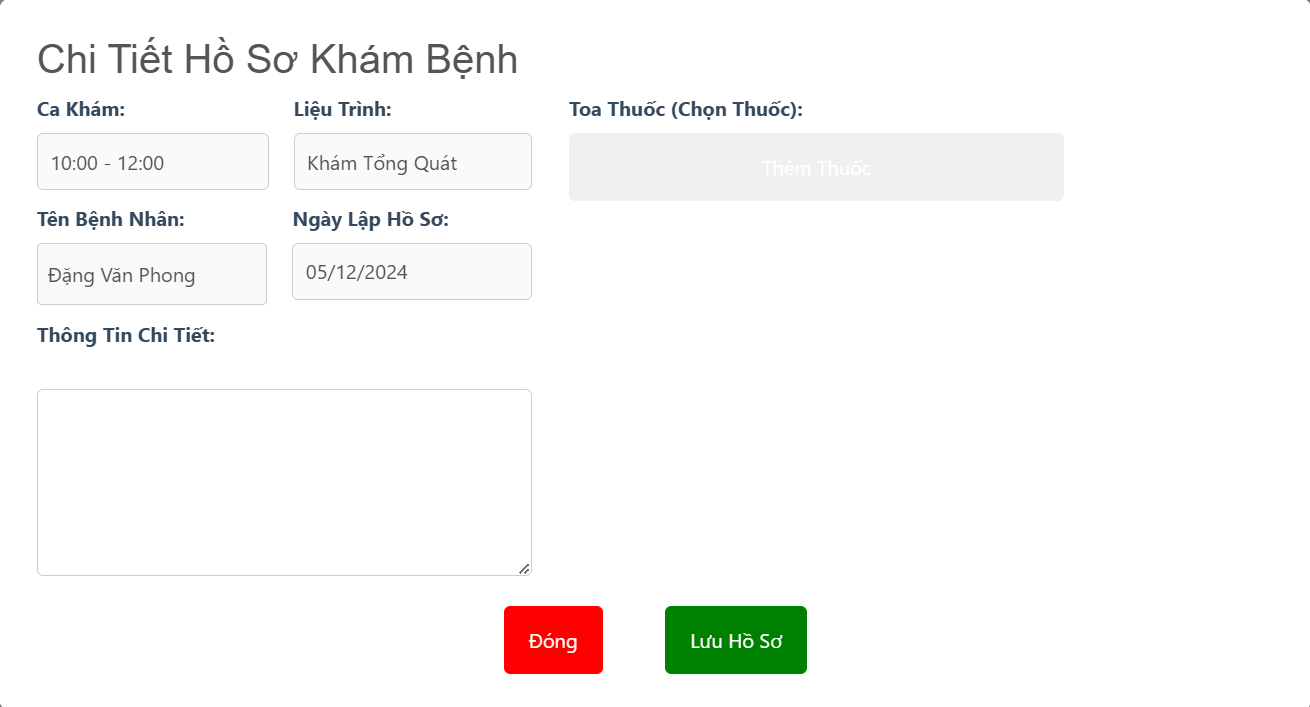 Chi Tiết Hồ Sơ Khám Bệnh
Ca Khám:
Liệu Trình:
Toa Thuốc (Chọn Thuốc):
10:00 - 12:00
Khám Tổng Quát
Thêm Thuốc
Tên Bệnh Nhân:
Ngày Lập Hồ Sơ:
Đặng Văn Phong
05/12/2024
Thông Tin Chi Tiết:
Đóng
Lưu Hồ Sơ